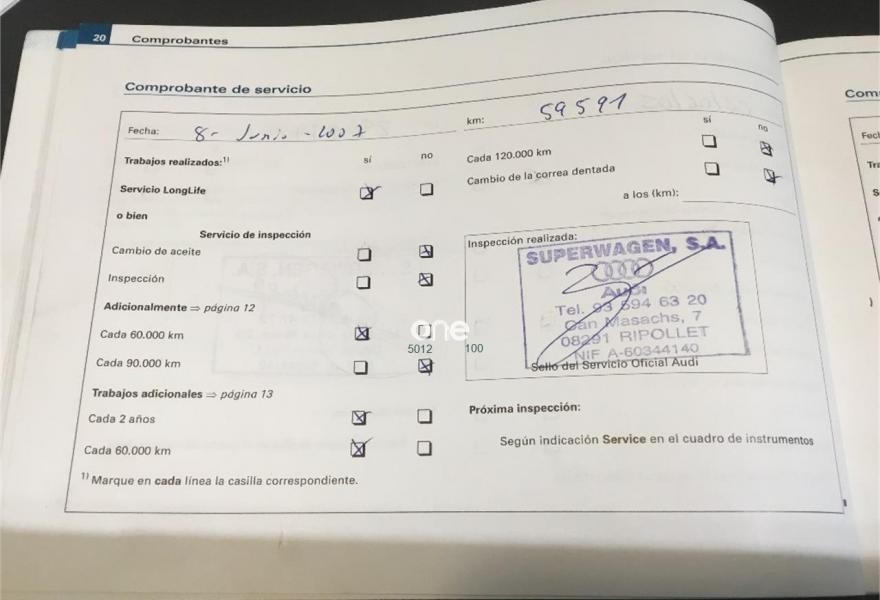 20 Comprobantes
Comprobante de servicio
Fecha: 8- Junio -2007 km: 59591
Trabajos realizados:1) sí no
Servicio LongLife
o bien
Servicio de inspección
Cambio de aceite
Inspección
Adicionalmente ⇒ página 12
Cada 60.000 km
Cada 90.000 km
Trabajos adicionales ⇒ página 13
Cada 2 años
Cada 60.000 km
1) Marque en cada línea la casilla correspondiente.
sí no
Cada 120.000 km
Cambio de la correa dentada
a los (km):
Inspección realizada:
SUPERWAGEN, S.A.
Audi
Tel. 93 594 63 20
Can Masachs, 7
08291 RIPOLLET
NIF A-60344140
Sello del Servicio Oficial Audi
Próxima inspección:
Según indicación Service en el cuadro de instrumentos
one
5012 100
Com
Fech
Tra
S